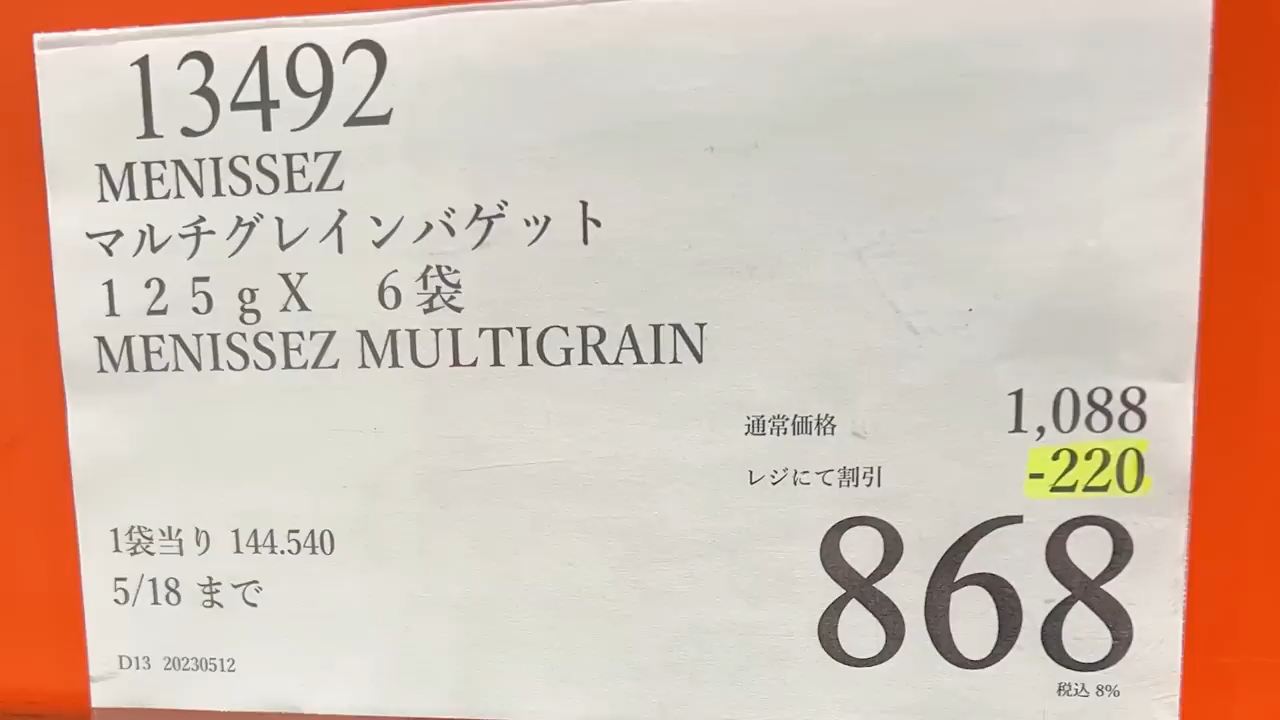 13492
MENISSEZ
マルチグレインバゲット
１２５ｇＸ　６袋
MENISSEZ MULTIGRAIN
通常価格 1,088
レジにて割引 -220
868
税込 8%
1袋当り 144.540
5/18 まで
D13 20230512